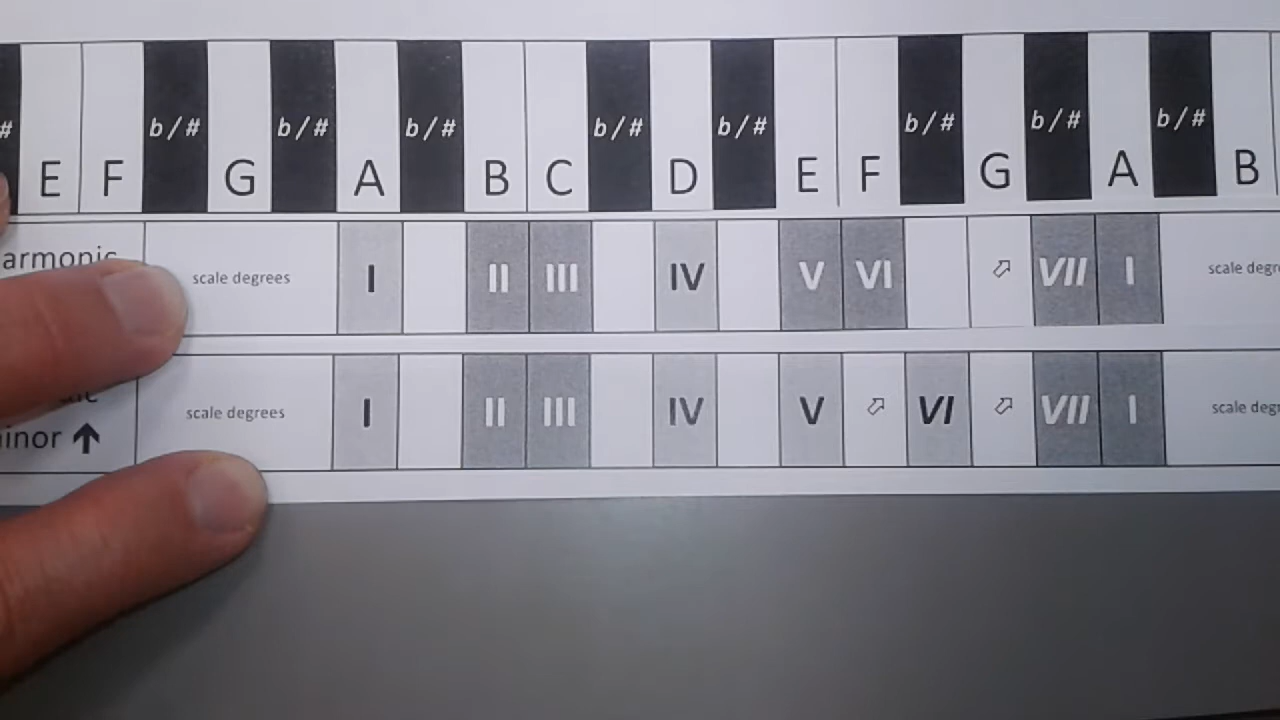 # b/# b/# b/# b/# b/# b/# b/# b/#
E F G A B C D E F G A B
armonic scale degrees I II III IV V VI VII I scale degre
scale degrees I II III IV V VI VII I scale degr
inor